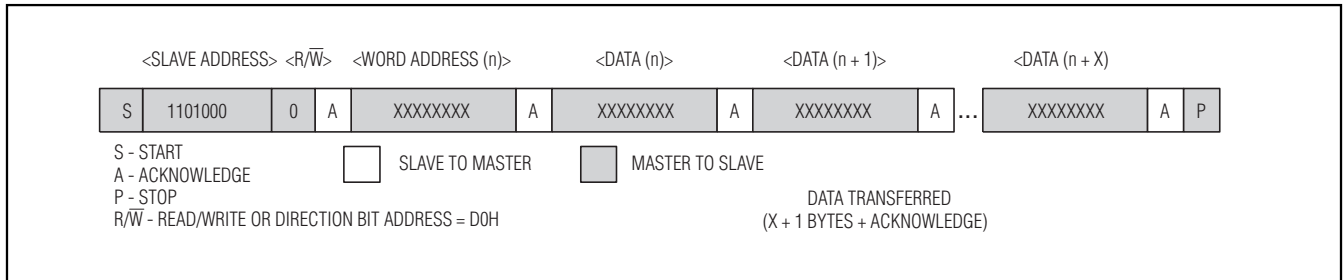 <SLAVE ADDRESS> <R/W̅> <WORD ADDRESS (n)> <DATA (n)> <DATA (n + 1)> <DATA (n + X)
S 1101000 0 A XXXXXXXX A XXXXXXXX A XXXXXXXX A ... XXXXXXXX A P
S - START
A - ACKNOWLEDGE
P - STOP
R/W̅ - READ/WRITE OR DIRECTION BIT ADDRESS = D0H
SLAVE TO MASTER
MASTER TO SLAVE
DATA TRANSFERRED
(X + 1 BYTES + ACKNOWLEDGE)